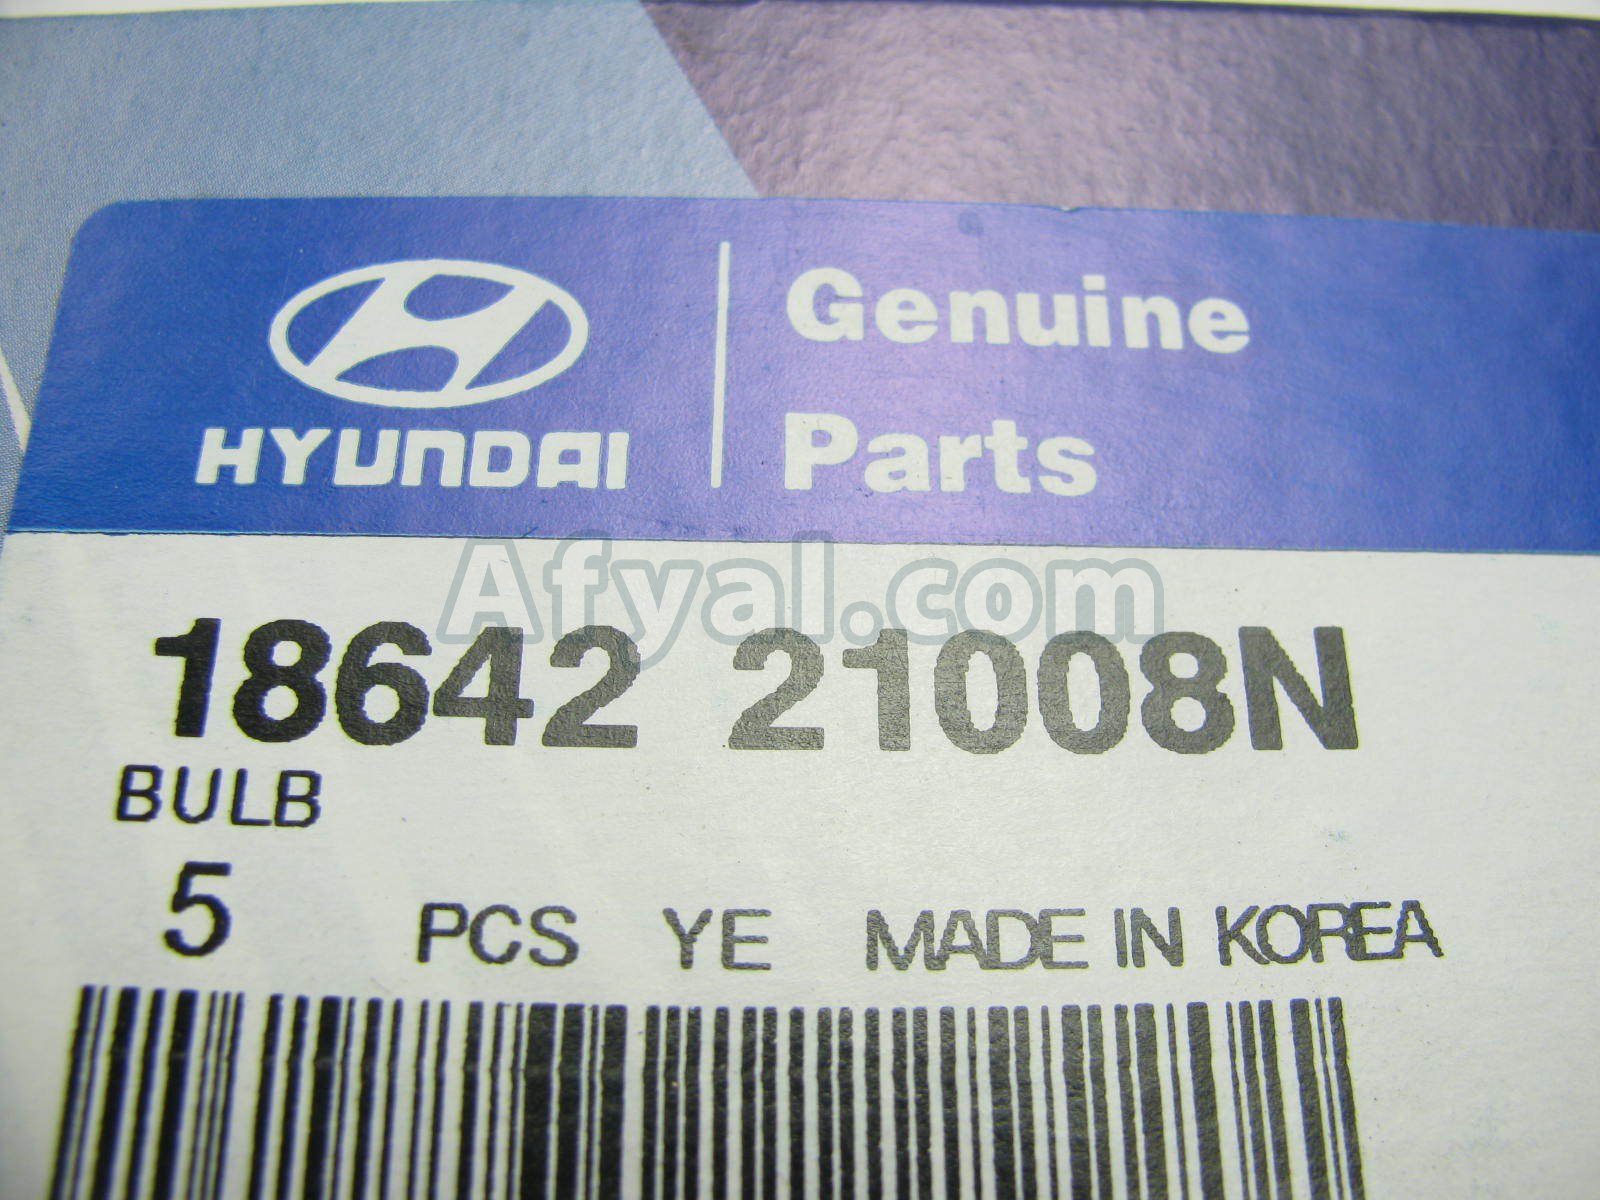 HYUNDAI
Genuine
Parts
Afyal.com
18642 21008N
BULB
5 PCS YE MADE IN KOREA